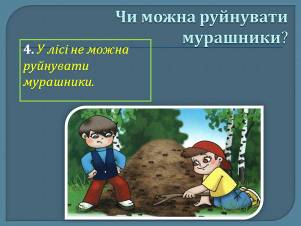 Чи можна руйнувати
мурашники?
4. У лісі не можна
руйнувати
мурашники.